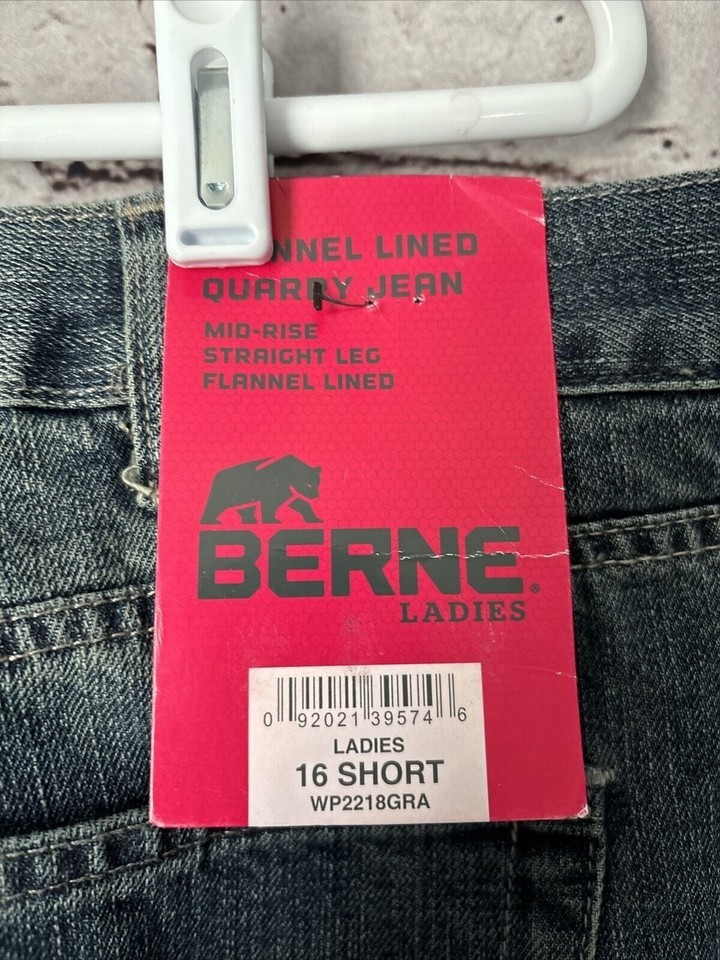 NNEL LINED
QUARRY JEAN
MID-RISE
STRAIGHT LEG
FLANNEL LINED
BERNE®
LADIES
0 92021 39574 6
LADIES
16 SHORT
WP2218GRA